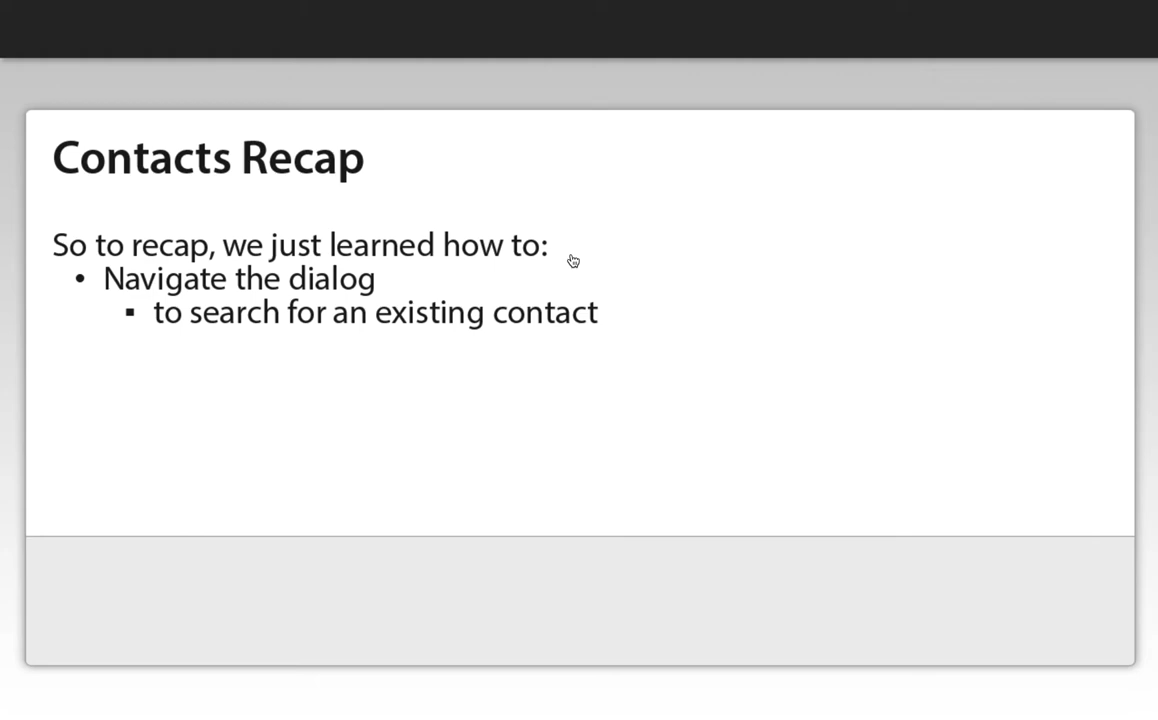 Contacts Recap
So to recap, we just learned how to:
• Navigate the dialog
▪ to search for an existing contact